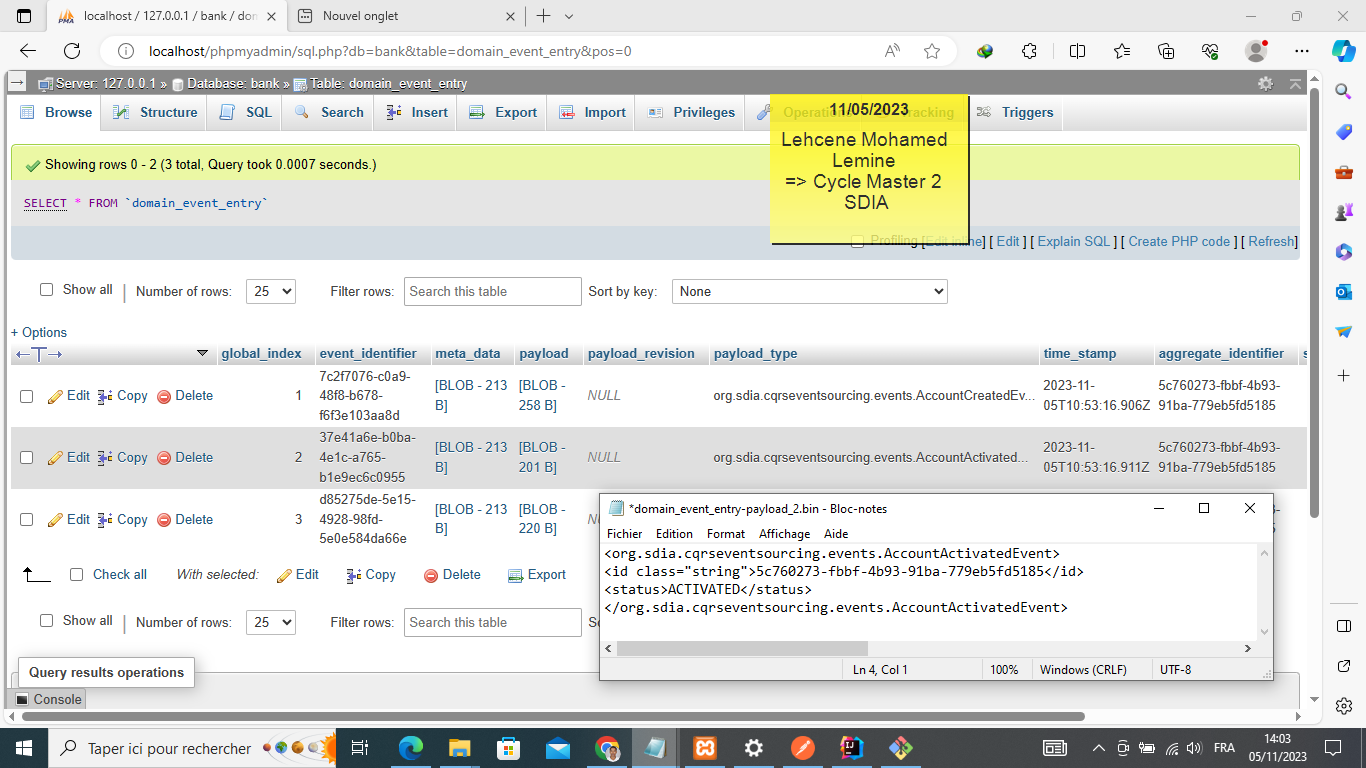 localhost / 127.0.0.1 / bank / don
Nouvel onglet
localhost/phpmyadmin/sql.php?db=bank&table=domain_event_entry&pos=0
Server: 127.0.0.1 » Database: bank » Table: domain_event_entry
Browse Structure SQL Search Insert Export Import Privileges Operations Tracking Triggers
11/05/2023
Lehcene Mohamed
Lemine
=> Cycle Master 2
SDIA
Showing rows 0 - 2 (3 total, Query took 0.0007 seconds.)
SELECT * FROM `domain_event_entry`
Profiling [Edit inline] [ Edit ] [ Explain SQL ] [ Create PHP code ] [ Refresh]
Show all Number of rows: 25 Filter rows: Search this table Sort by key: None
+ Options
←T→ global_index event_identifier meta_data payload payload_revision payload_type time_stamp aggregate_identifier s
Edit Copy Delete 1 7c2f7076-c0a9-48f8-b678-f6f3e103aa8d [BLOB - 213 B] [BLOB - 258 B] NULL org.sdia.cqrseventsourcing.events.AccountCreatedEv... 2023-11-05T10:53:16.906Z 5c760273-fbbf-4b93-91ba-779eb5fd5185
Edit Copy Delete 2 37e41a6e-b0ba-4e1c-a765-b1e9ec6c0955 [BLOB - 213 B] [BLOB - 201 B] NULL org.sdia.cqrseventsourcing.events.AccountActivated... 2023-11-05T10:53:16.911Z 5c760273-fbbf-4b93-91ba-779eb5fd5185
Edit Copy Delete 3 d85275de-5e15-4928-98fd-5e0e584da66e [BLOB - 213 B] [BLOB - 220 B]
*domain_event_entry-payload_2.bin - Bloc-notes
Fichier Edition Format Affichage Aide
<org.sdia.cqrseventsourcing.events.AccountActivatedEvent>
<id class="string">5c760273-fbbf-4b93-91ba-779eb5fd5185</id>
<status>ACTIVATED</status>
</org.sdia.cqrseventsourcing.events.AccountActivatedEvent>
Ln 4, Col 1 100% Windows (CRLF) UTF-8
Check all With selected: Edit Copy Delete Export
Show all Number of rows: 25 Filter rows: Search this table
Query results operations
Console
Taper ici pour rechercher
FRA
14:03
05/11/2023